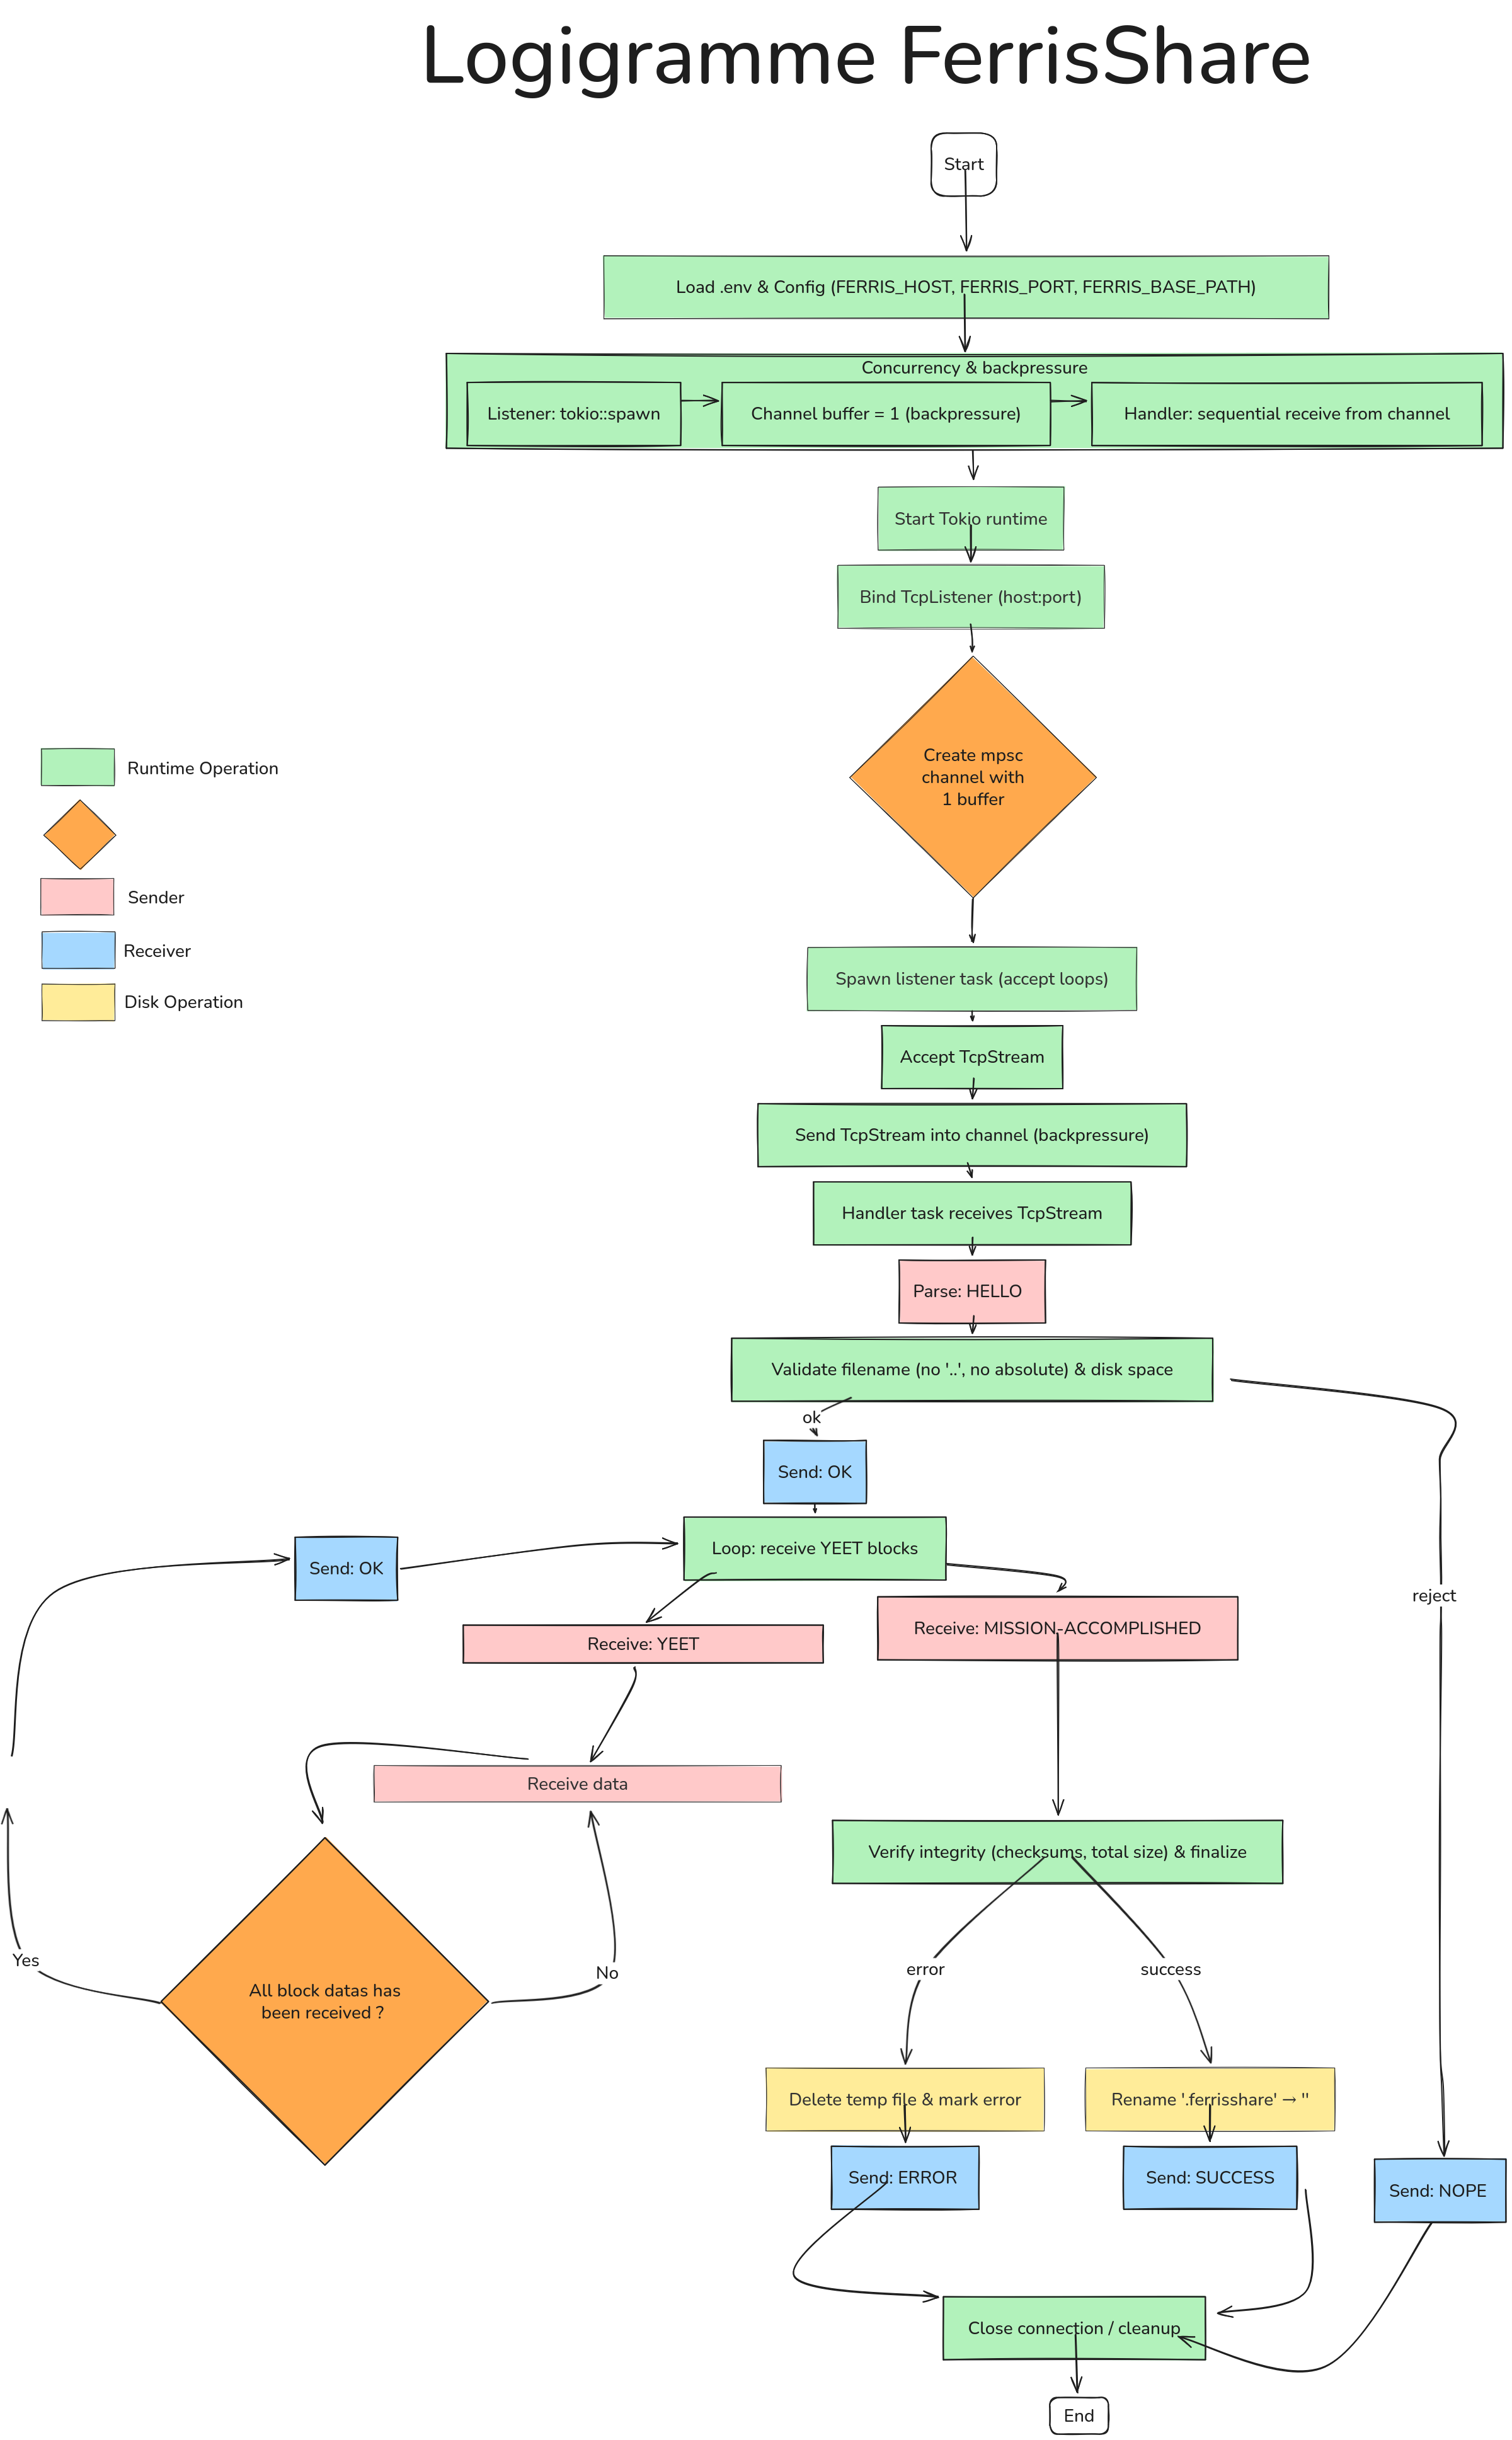 Logigramme FerrisShare
Start
Load .env & Config (FERRIS_HOST, FERRIS_PORT, FERRIS_BASE_PATH)
Concurrency & backpressure
Listener: tokio::spawn
Channel buffer = 1 (backpressure)
Handler: sequential receive from channel
Start Tokio runtime
Bind TcpListener (host:port)
Create mpsc
channel with
1 buffer
Runtime Operation
Sender
Receiver
Disk Operation
Spawn listener task (accept loops)
Accept TcpStream
Send TcpStream into channel (backpressure)
Handler task receives TcpStream
Parse: HELLO
Validate filename (no '..', no absolute) & disk space
ok
Send: OK
Loop: receive YEET blocks
Send: OK
reject
Receive: MISSION-ACCOMPLISHED
Receive: YEET
Receive data
Verify integrity (checksums, total size) & finalize
Yes
No
All block datas has
been received ?
error
success
Delete temp file & mark error
Rename '.ferrisshare' → ''
Send: ERROR
Send: SUCCESS
Send: NOPE
Close connection / cleanup
End